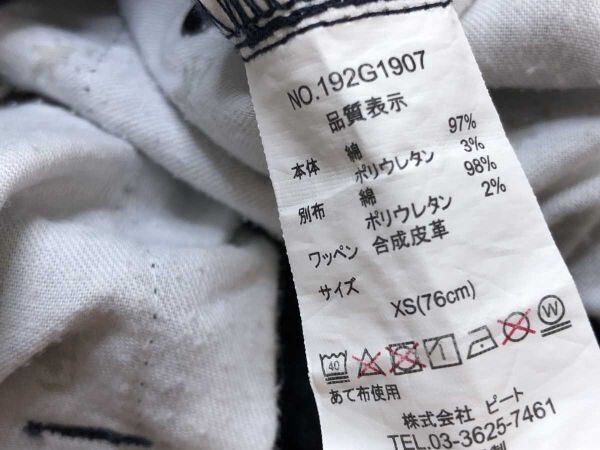 NO.192G1907
品質表示
本体 綿 97%
ポリウレタン 3%
別布 綿 98%
ポリウレタン 2%
ワッペン 合成皮革
サイズ
XS(76cm)
40 W
あて布使用
株式会社 ピート
TEL.03-3625-7461
製